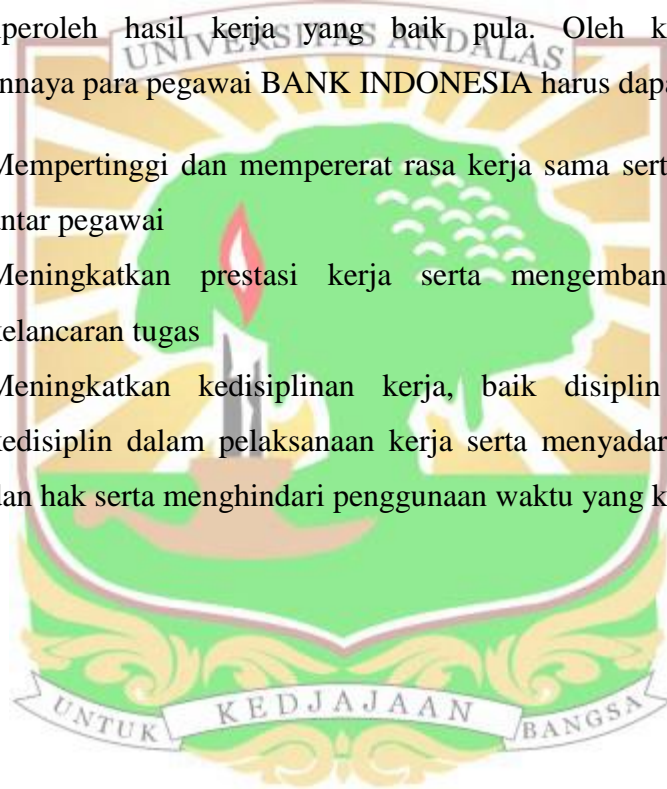 peroleh hasil kerja yang baik pula. Oleh k
UNIVERSITAS ANDALAS
nnaya para pegawai BANK INDONESIA harus dapa
Mempertinggi dan mempererat rasa kerja sama sert
antar pegawai
Meningkatkan prestasi kerja serta mengemban
kelancaran tugas
Meningkatkan kedisiplinan kerja, baik disiplin
kedisiplin dalam pelaksanaan kerja serta menyadar
dan hak serta menghindari penggunaan waktu yang k
UNTUK KEDJAJAAN BANGSA